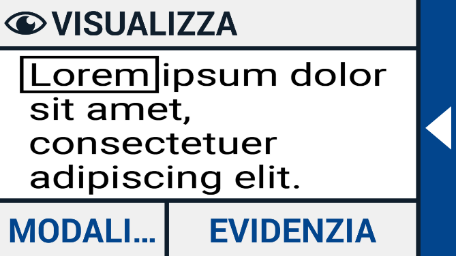 VISUALIZZA
Lorem ipsum dolor
sit amet,
consectetuer
adipiscing elit.
MODALI... EVIDENZIA